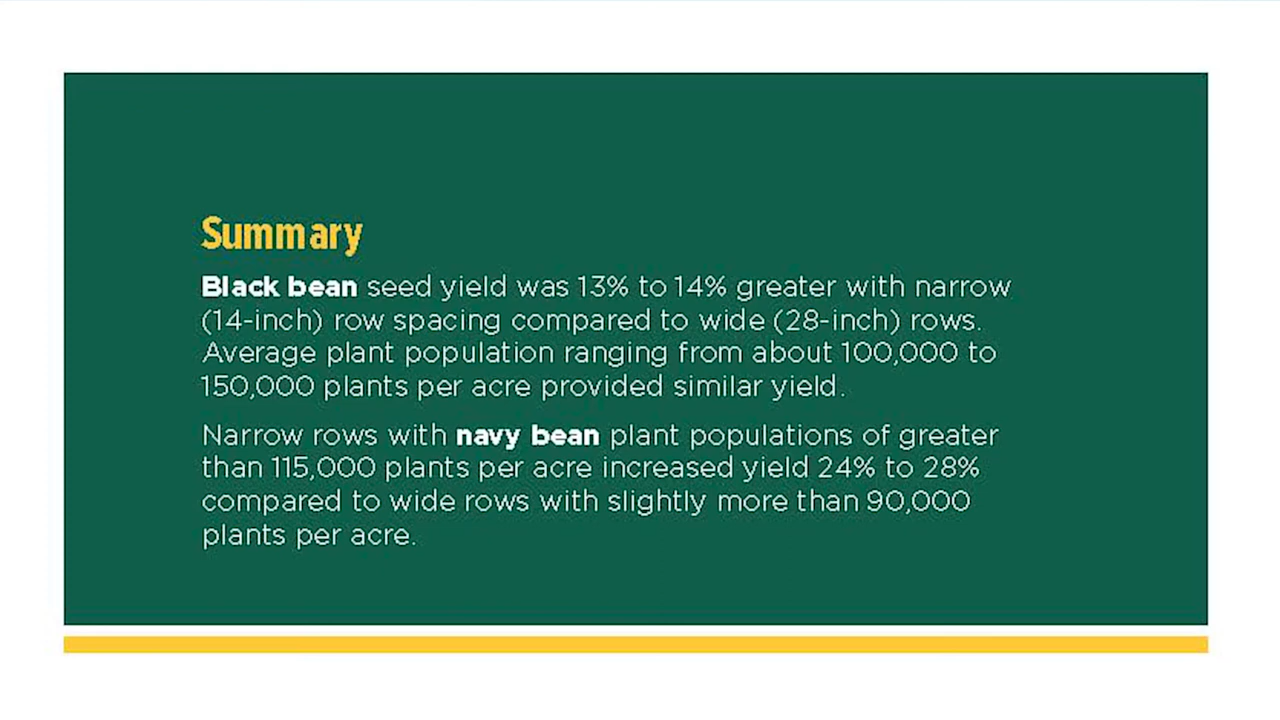 Summary
Black bean seed yield was 13% to 14% greater with narrow
(14-inch) row spacing compared to wide (28-inch) rows.
Average plant population ranging from about 100,000 to
150,000 plants per acre provided similar yield.
Narrow rows with navy bean plant populations of greater
than 115,000 plants per acre increased yield 24% to 28%
compared to wide rows with slightly more than 90,000
plants per acre.